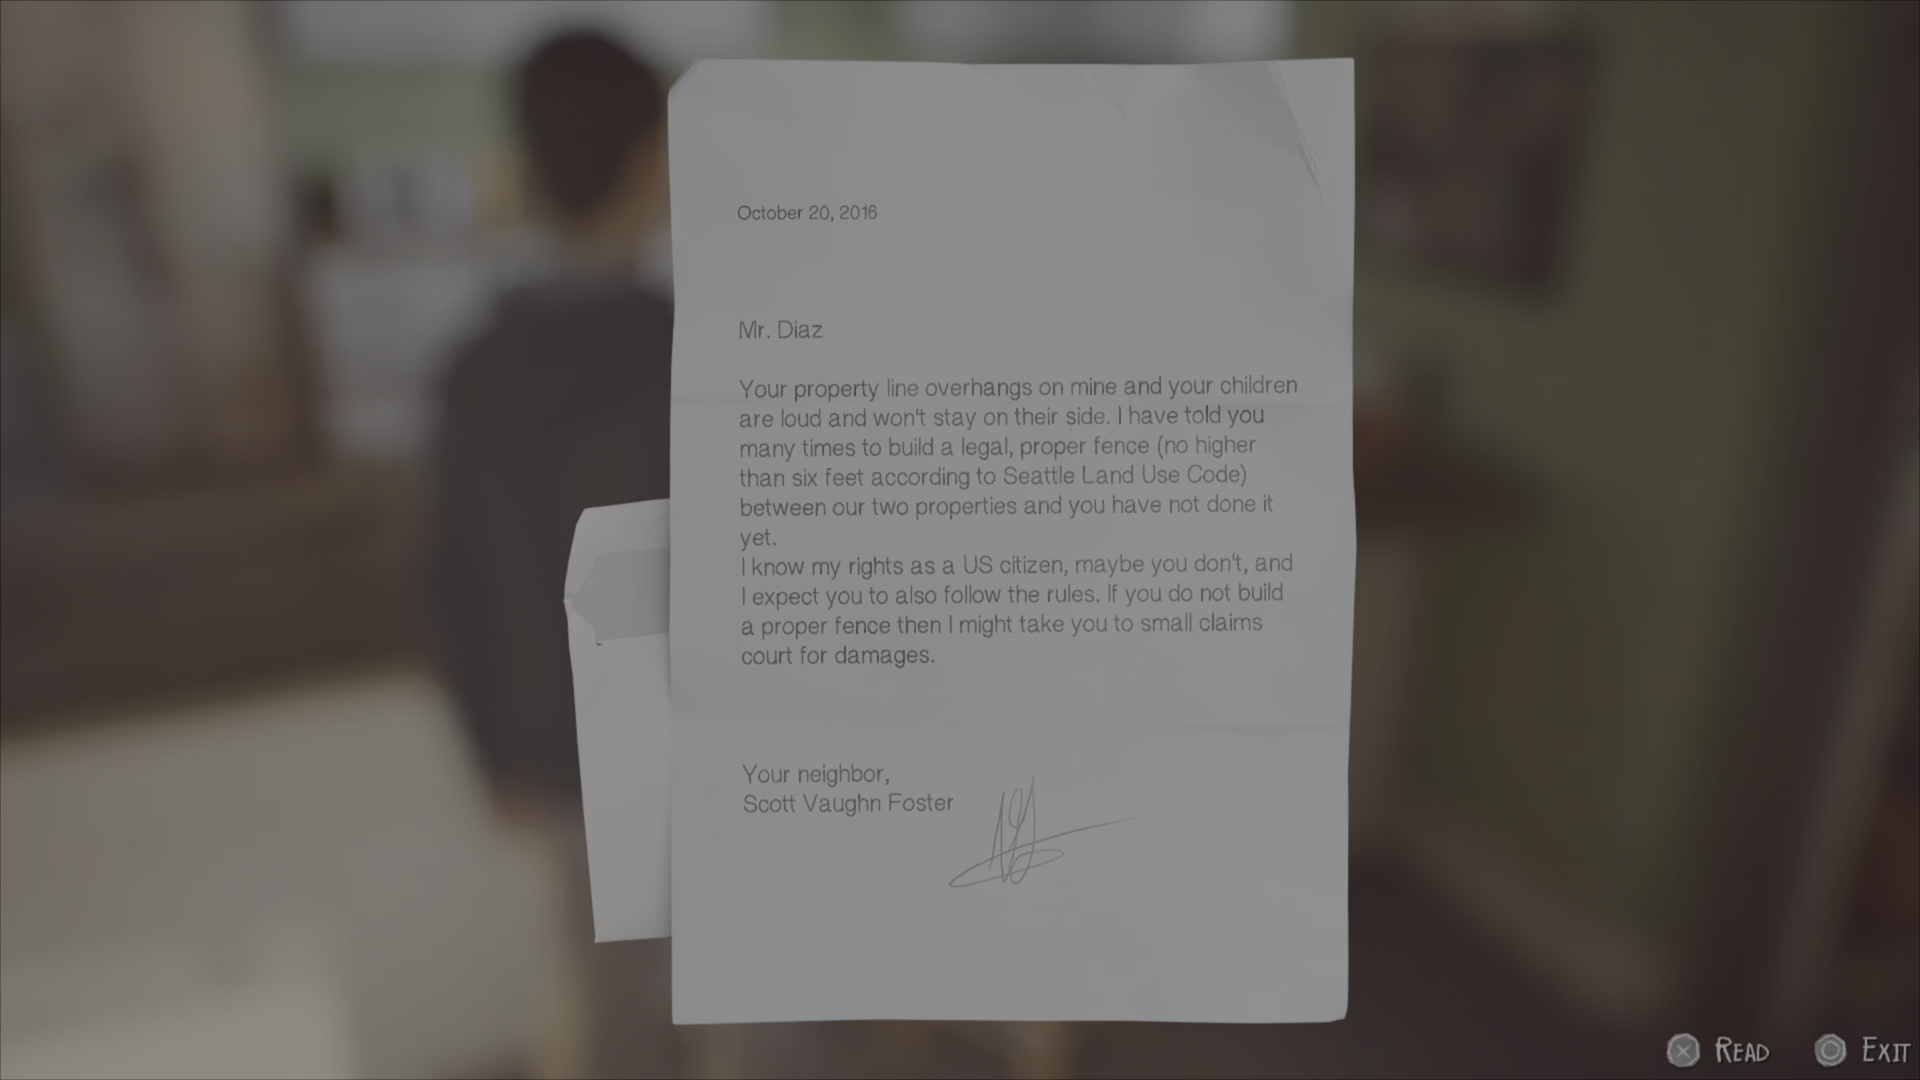 October 20, 2016
Mr. Diaz
Your property line overhangs on mine and your children
are loud and won't stay on their side. I have told you
many times to build a legal, proper fence (no higher
than six feet according to Seattle Land Use Code)
between our two properties and you have not done it
yet.
I know my rights as a US citizen, maybe you don't, and
I expect you to also follow the rules. If you do not build
a proper fence then I might take you to small claims
court for damages.
Your neighbor,
Scott Vaughn Foster
READ EXIT